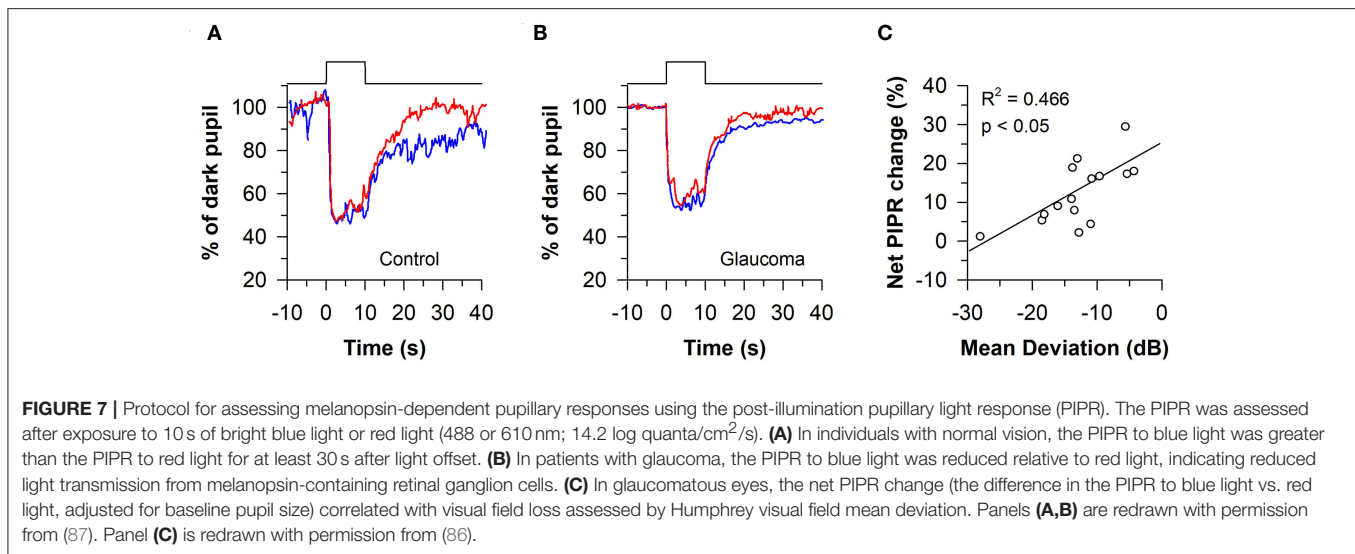 A
B
C
% of dark pupil
100
80
60
40
20
Control
-10 0 10 20 30 40
Time (s)
% of dark pupil
100
80
60
40
20
Glaucoma
-10 0 10 20 30 40
Time (s)
Net PIPR change (%)
40
30
20
10
0
-10
R² = 0.466
p < 0.05
-30 -20 -10 0
Mean Deviation (dB)
FIGURE 7 | Protocol for assessing melanopsin-dependent pupillary responses using the post-illumination pupillary light response (PIPR). The PIPR was assessed
after exposure to 10 s of bright blue light or red light (488 or 610 nm; 14.2 log quanta/cm²/s). (A) In individuals with normal vision, the PIPR to blue light was greater
than the PIPR to red light for at least 30 s after light offset. (B) In patients with glaucoma, the PIPR to blue light was reduced relative to red light, indicating reduced
light transmission from melanopsin-containing retinal ganglion cells. (C) In glaucomatous eyes, the net PIPR change (the difference in the PIPR to blue light vs. red
light, adjusted for baseline pupil size) correlated with visual field loss assessed by Humphrey visual field mean deviation. Panels (A,B) are redrawn with permission
from (87). Panel (C) is redrawn with permission from (86).